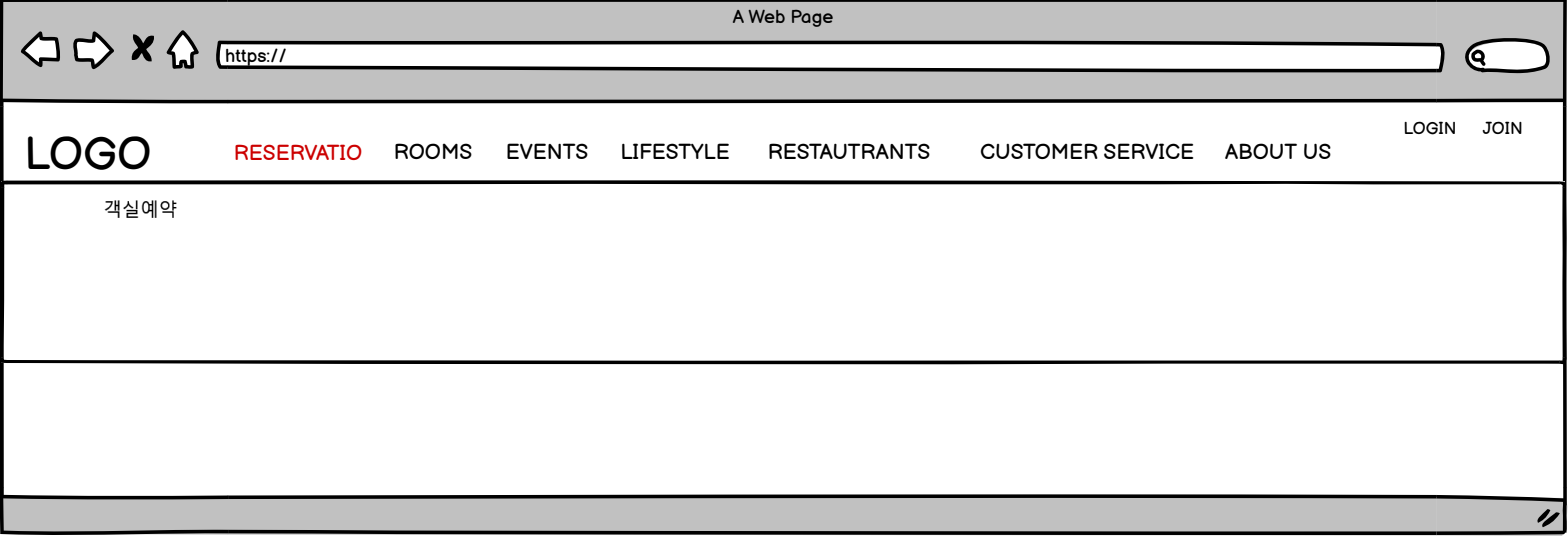 A Web Page
https://
LOGIN JOIN
LOGO RESERVATIO ROOMS EVENTS LIFESTYLE RESTAUTRANTS CUSTOMER SERVICE ABOUT US
객실예약